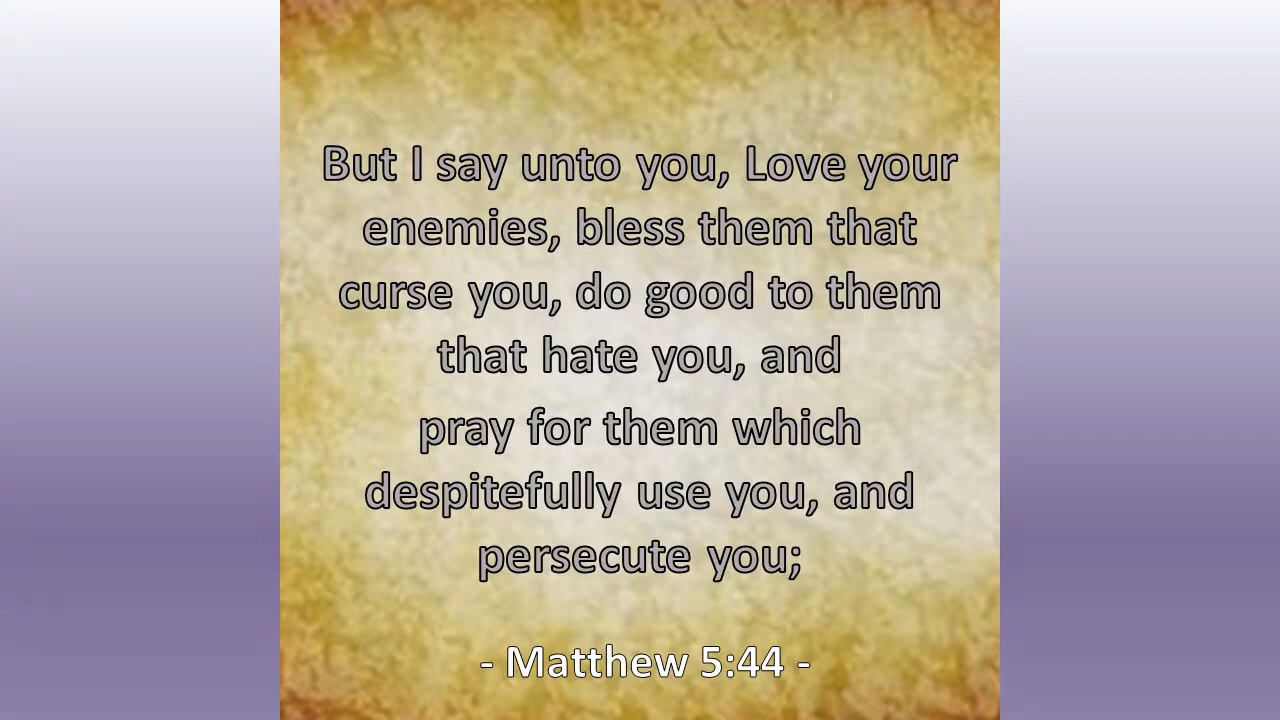 But I say unto you, Love your
enemies, bless them that
curse you, do good to them
that hate you, and
pray for them which
despitefully use you, and
persecute you;
- Matthew 5:44 -